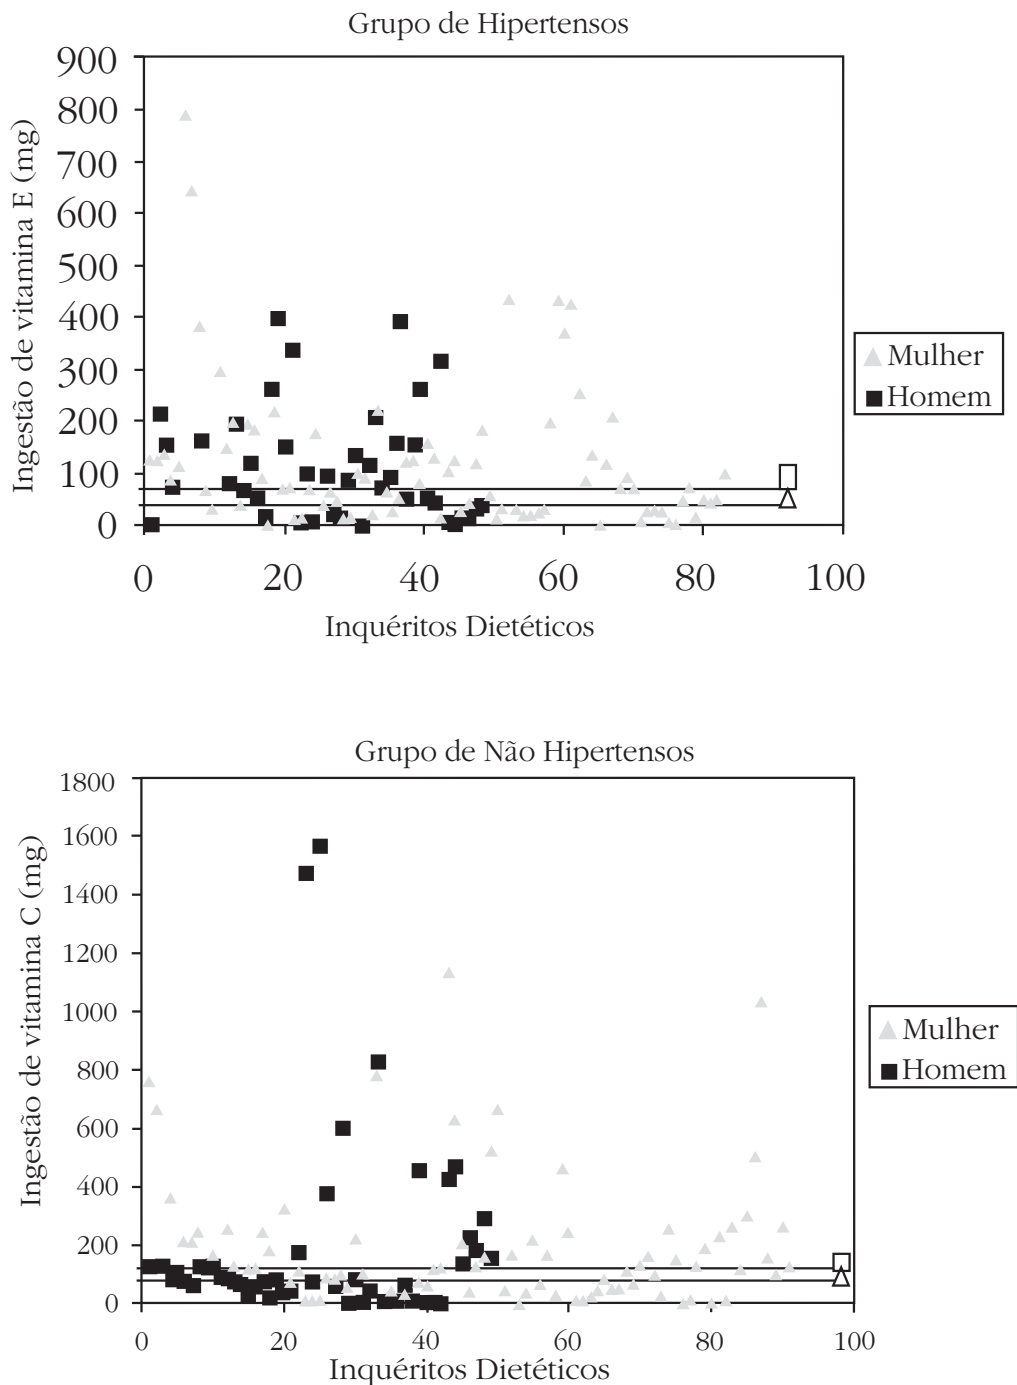 Grupo de Hipertensos
Ingestão de vitamina E (mg)
900
800
700
600
500
400
300
200
100
0
0 20 40 60 80 100
Inquéritos Dietéticos
Mulher
Homem
Grupo de Não Hipertensos
Ingestão de vitamina C (mg)
1800
1600
1400
1200
1000
800
600
400
200
0
0 20 40 60 80 100
Inquéritos Dietéticos
Mulher
Homem